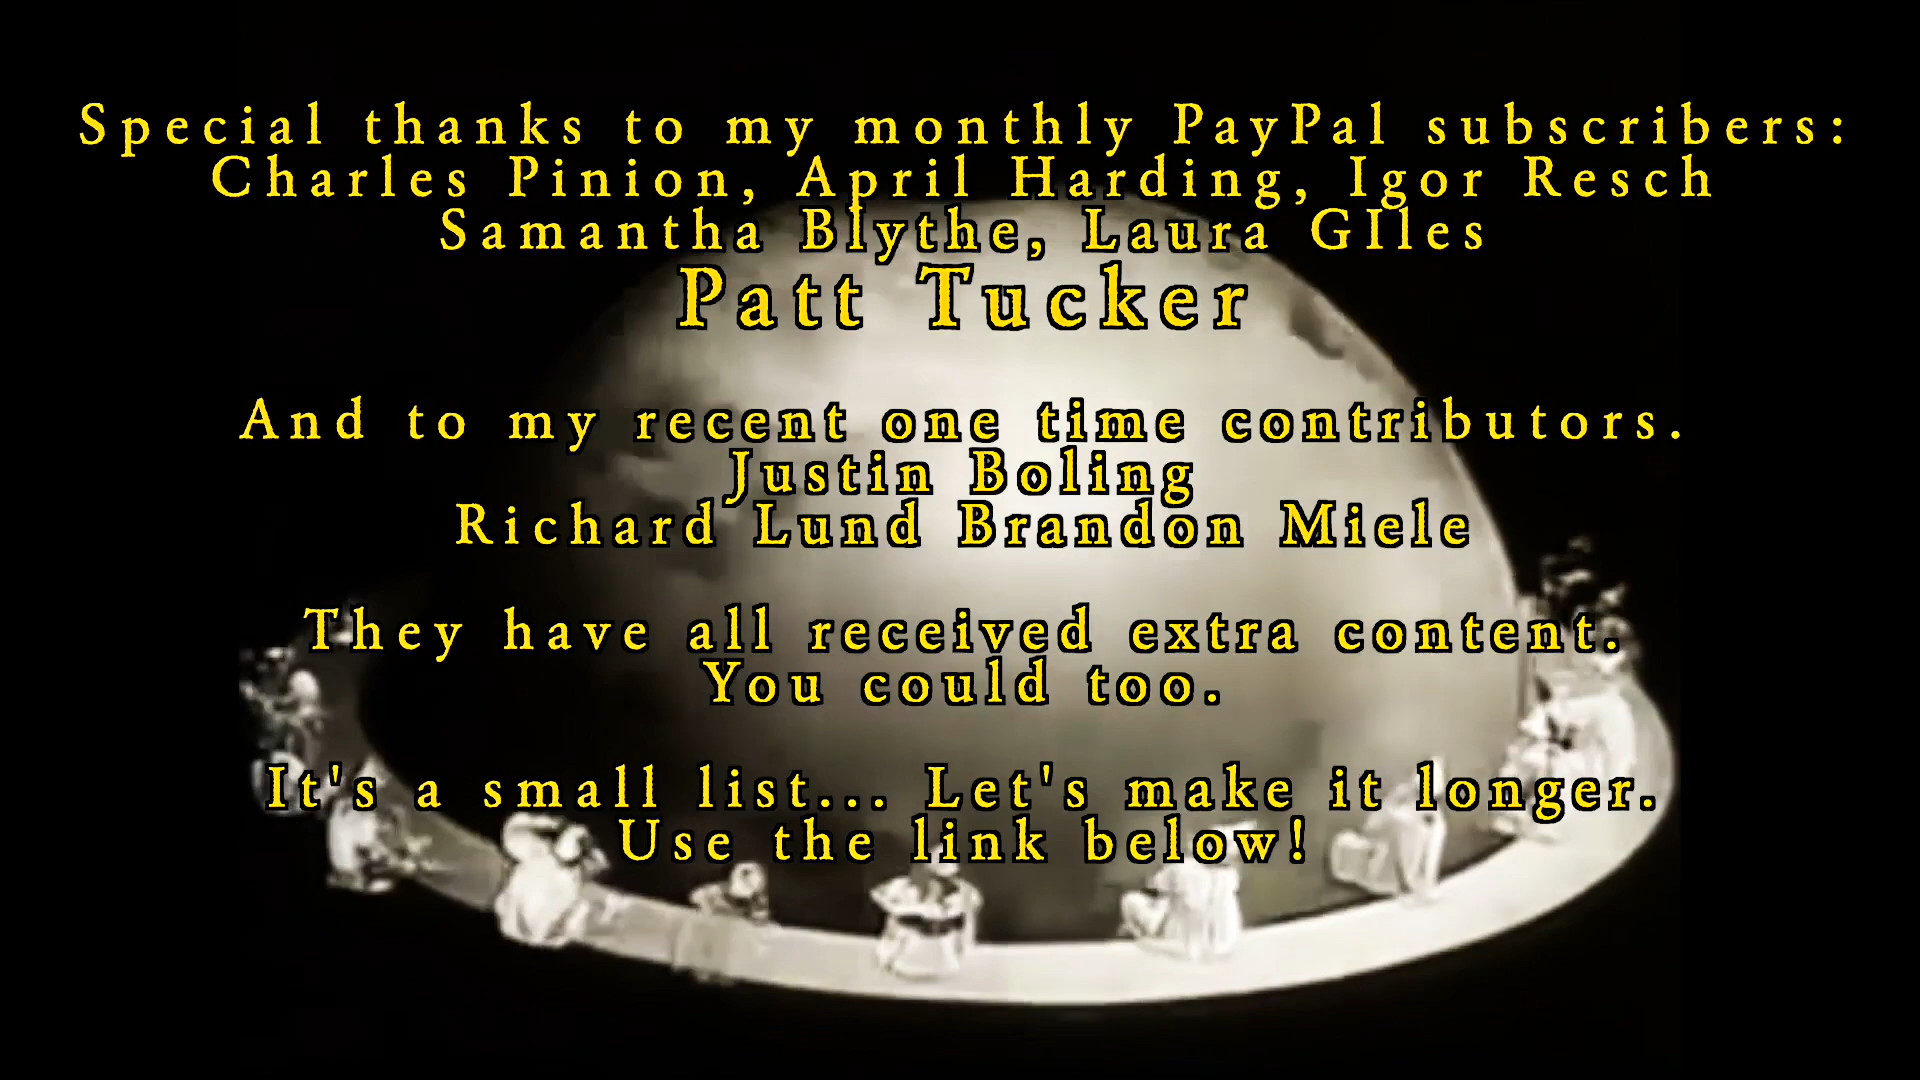 Special thanks to my monthly PayPal subscribers:
Charles Pinion, April Harding, Igor Resch
Samantha Blythe, Laura GIles
Patt Tucker
And to my recent one time contributors.
Justin Boling
Richard Lund Brandon Miele
They have all received extra content.
You could too.
It's a small list... Let's make it longer.
Use the link below!